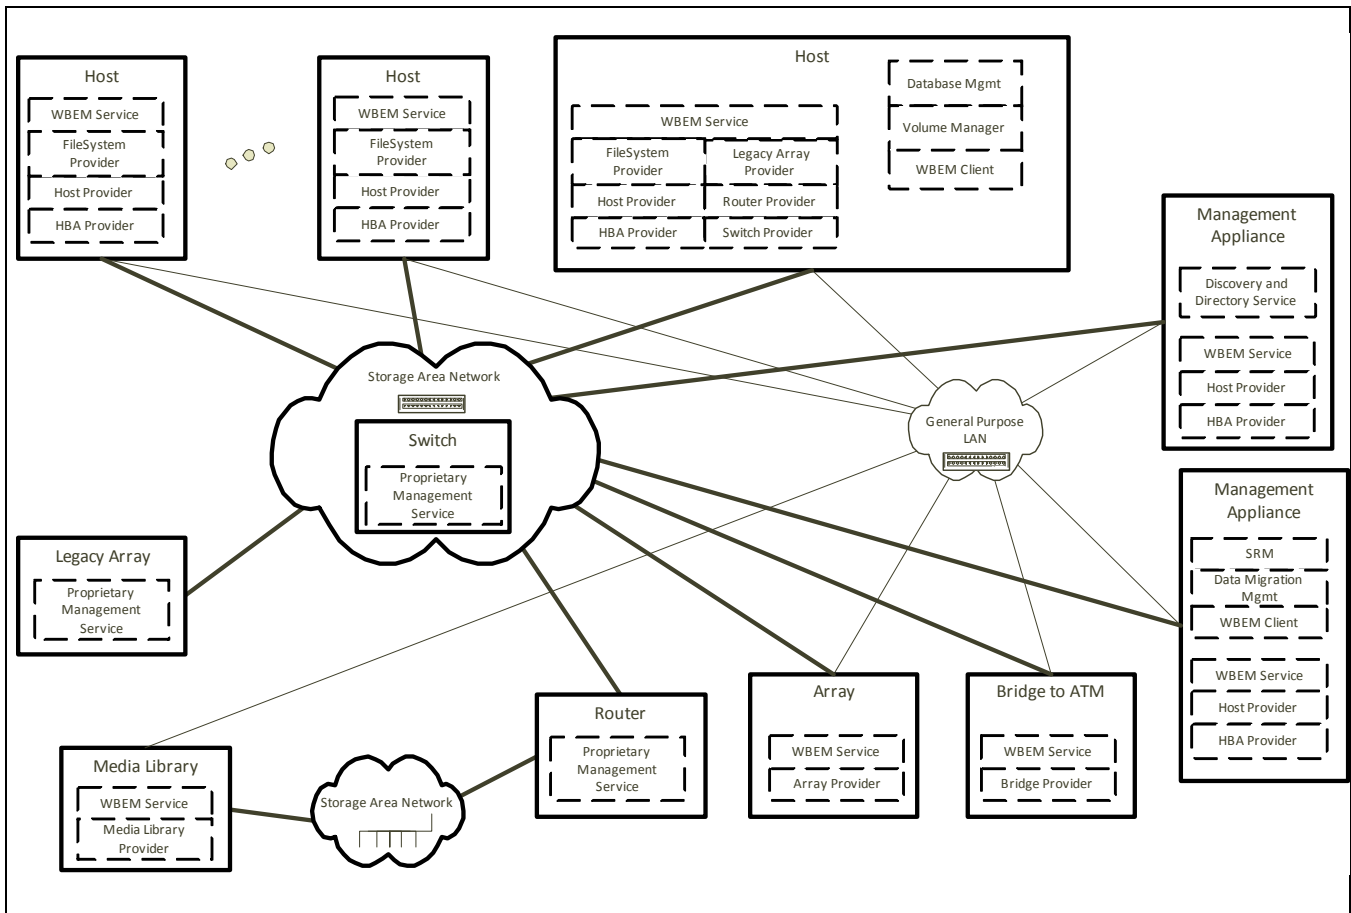 Host
WBEM Service
FileSystem
Provider
Host Provider
HBA Provider
Host
WBEM Service
FileSystem
Provider
Host Provider
HBA Provider
Host
WBEM Service
FileSystem
Provider
Legacy Array
Provider
Host Provider
Router Provider
HBA Provider
Switch Provider
Database Mgmt
Volume Manager
WBEM Client
Management
Appliance
Discovery and
Directory Service
WBEM Service
Host Provider
HBA Provider
Storage Area Network
Switch
Proprietary
Management
Service
General Purpose
LAN
Management
Appliance
SRM
Data Migration
Mgmt
WBEM Client
WBEM Service
Host Provider
HBA Provider
Legacy Array
Proprietary
Management
Service
Media Library
WBEM Service
Media Library
Provider
Storage Area Network
Router
Proprietary
Management
Service
Array
WBEM Service
Array Provider
Bridge to ATM
WBEM Service
Bridge Provider